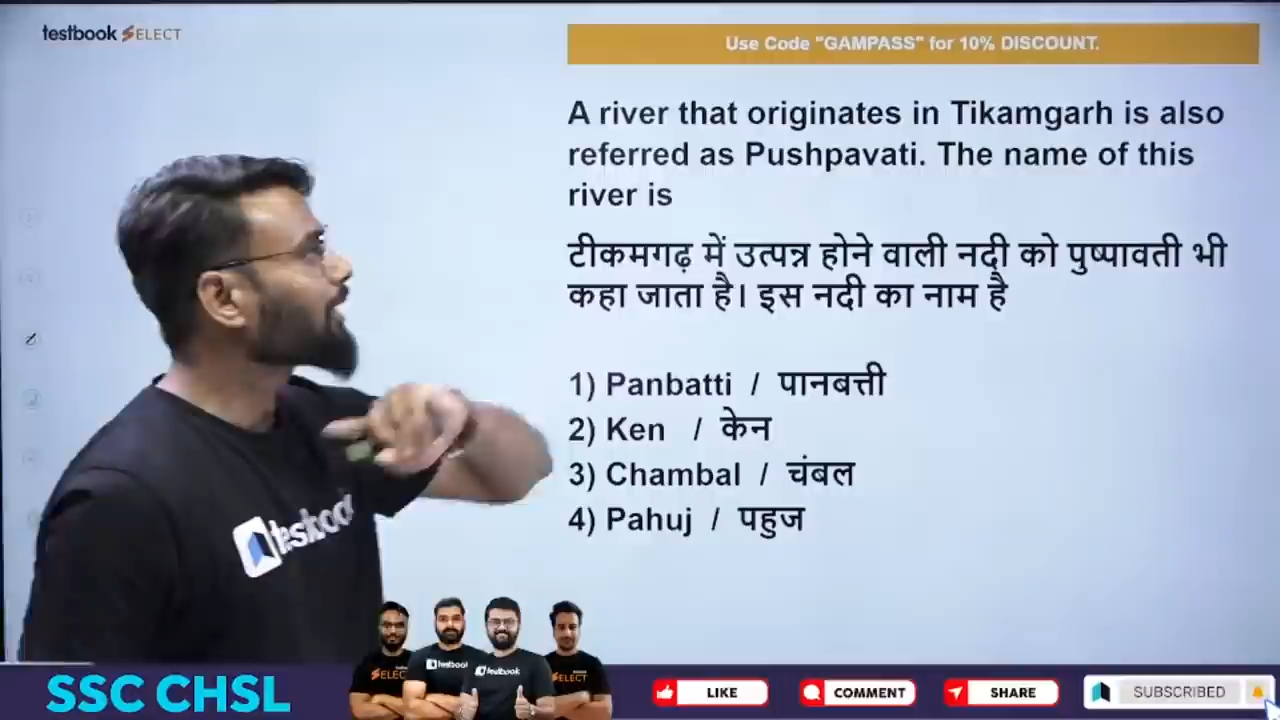 testbook SELECT
Use Code "GAMPASS" for 10% DISCOUNT.
A river that originates in Tikamgarh is also
referred as Pushpavati. The name of this
river is
टीकमगढ़ में उत्पन्न होने वाली नदी को पुष्पावती भी
कहा जाता है। इस नदी का नाम है
1) Panbatti / पानबत्ती
2) Ken / केन
3) Chambal / चंबल
4) Pahuj / पहुज
testbook
testbook
SELECT
SSC CHSL
LIKE
COMMENT
SHARE
SUBSCRIBED